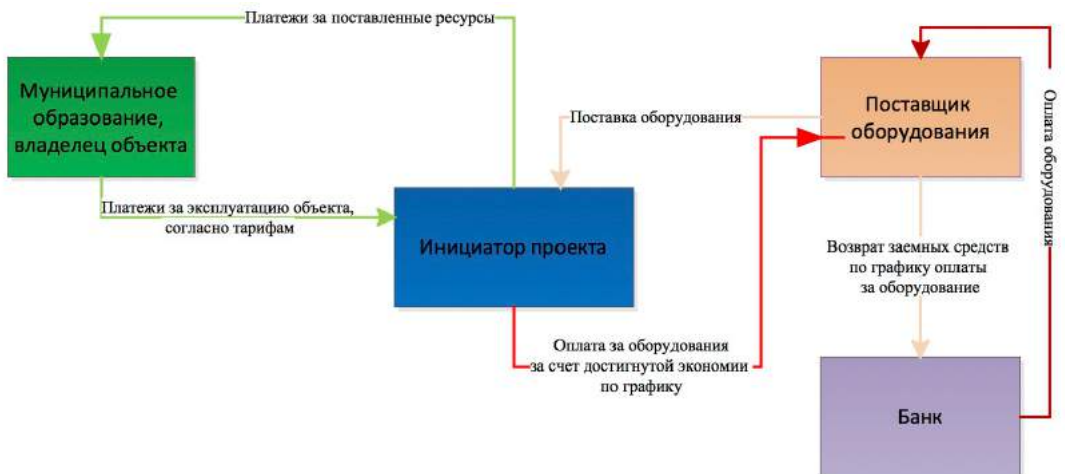 Платежи за поставленные ресурсы
Муниципальное
образование,
владелец объекта
Поставщик
оборудования
Поставка оборудования
Оплата оборудования
Платежи за эксплуатацию объекта,
согласно тарифам
Инициатор проекта
Возврат заемных средств
по графику оплаты
за оборудование
Оплата за оборудования
за счет достигнутой экономии
по графику
Банк